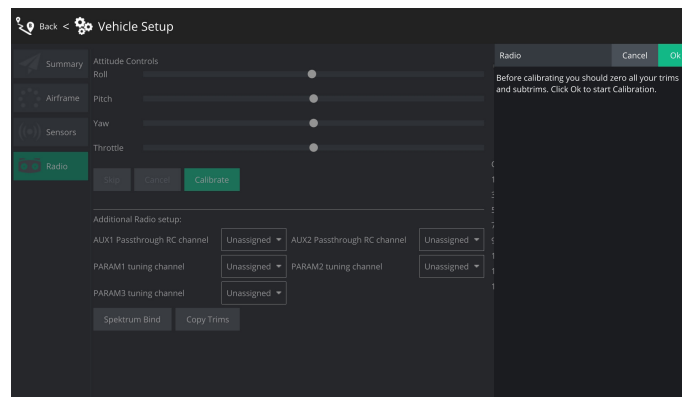 Back < Vehicle Setup
Summary
Airframe
Sensors
Radio
Attitude Controls
Roll
Pitch
Yaw
Throttle
Skip Cancel Calibrate
Additional Radio setup:
AUX1 Passthrough RC channel Unassigned AUX2 Passthrough RC channel Unassigned
PARAM1 tuning channel Unassigned PARAM2 tuning channel Unassigned
PARAM3 tuning channel Unassigned
Spektrum Bind Copy Trims
Radio Cancel Ok
Before calibrating you should zero all your trims
and subtrims. Click Ok to start Calibration.